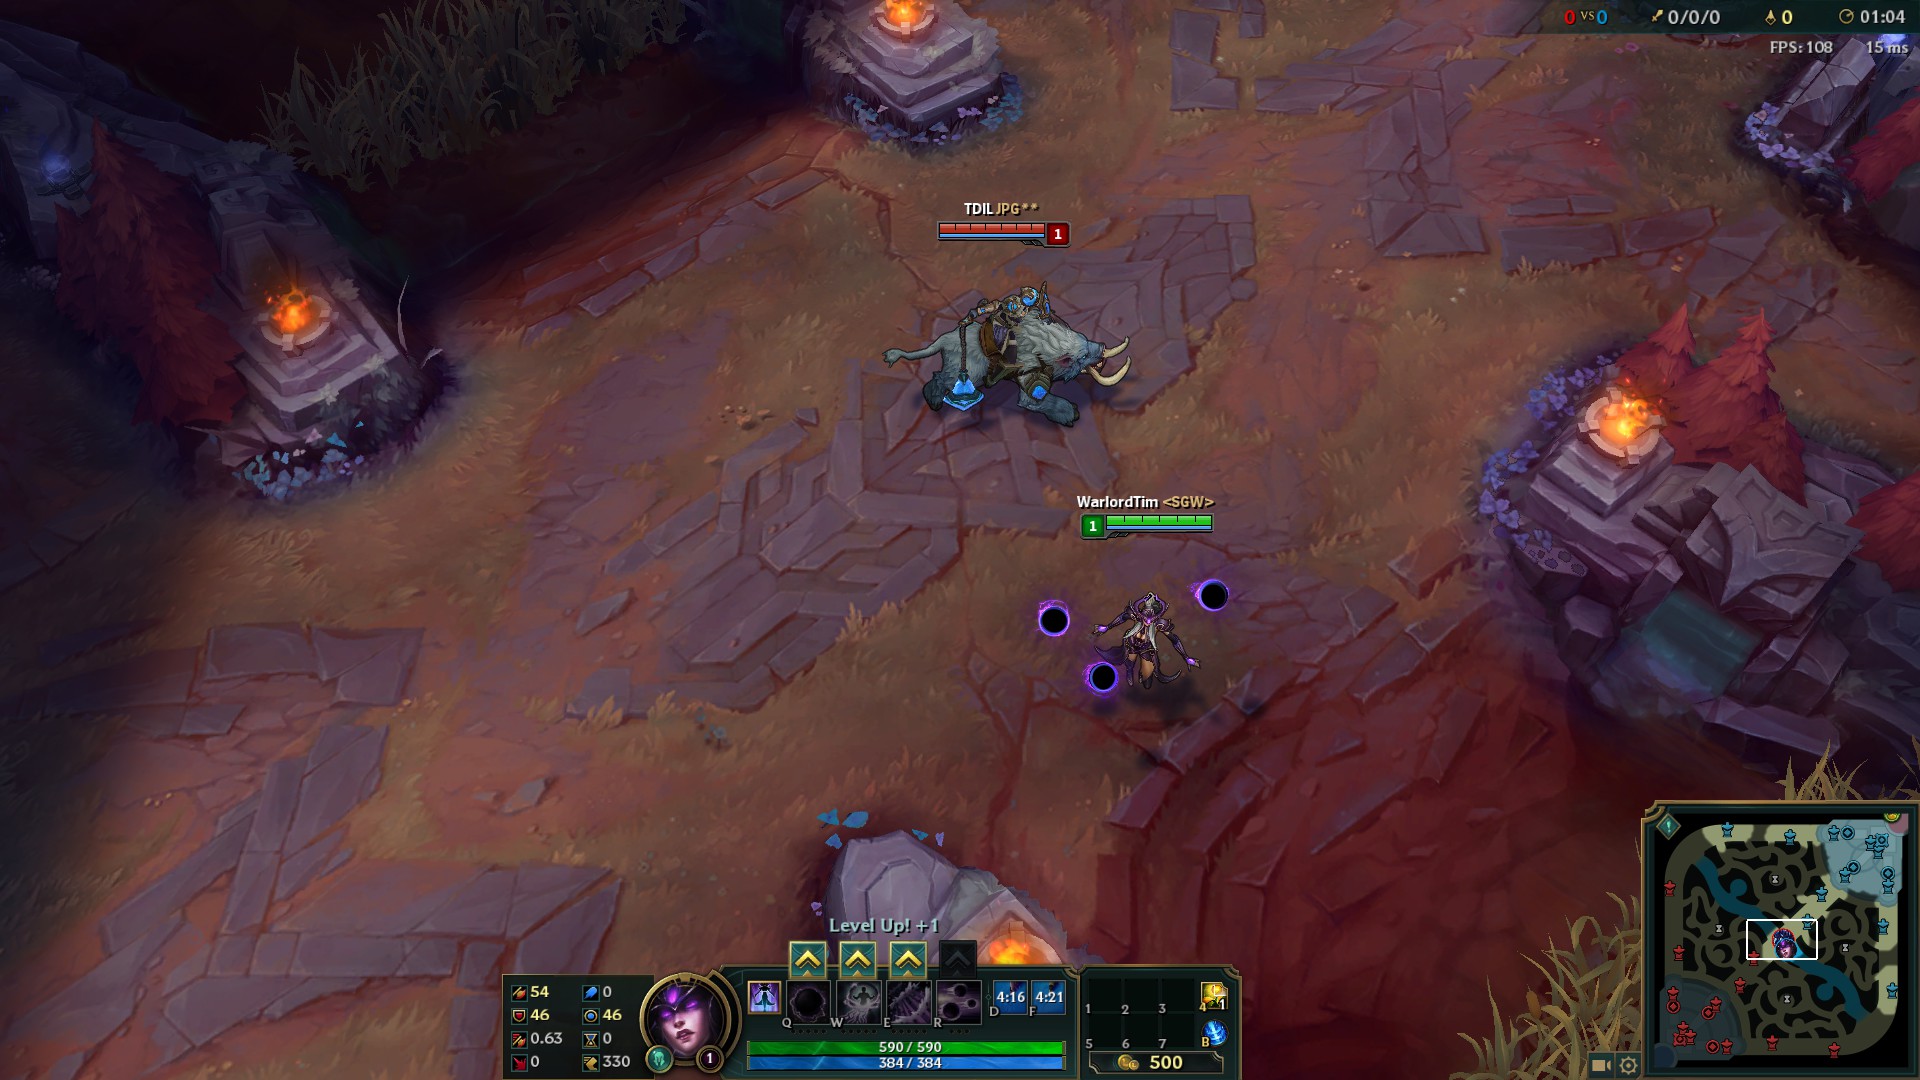 0 vs 0 0/0/0 0 01:04
FPS: 108 15 ms
TDIL JPG**
1
WarlordTim <SGW>
1
Level Up! +1
54 0
46 46
0.63 0
0 330
1
Q W E R
4:16 4:21
D F
590 / 590
384 / 384
1 2 3 4 1
5 6 7 B
500